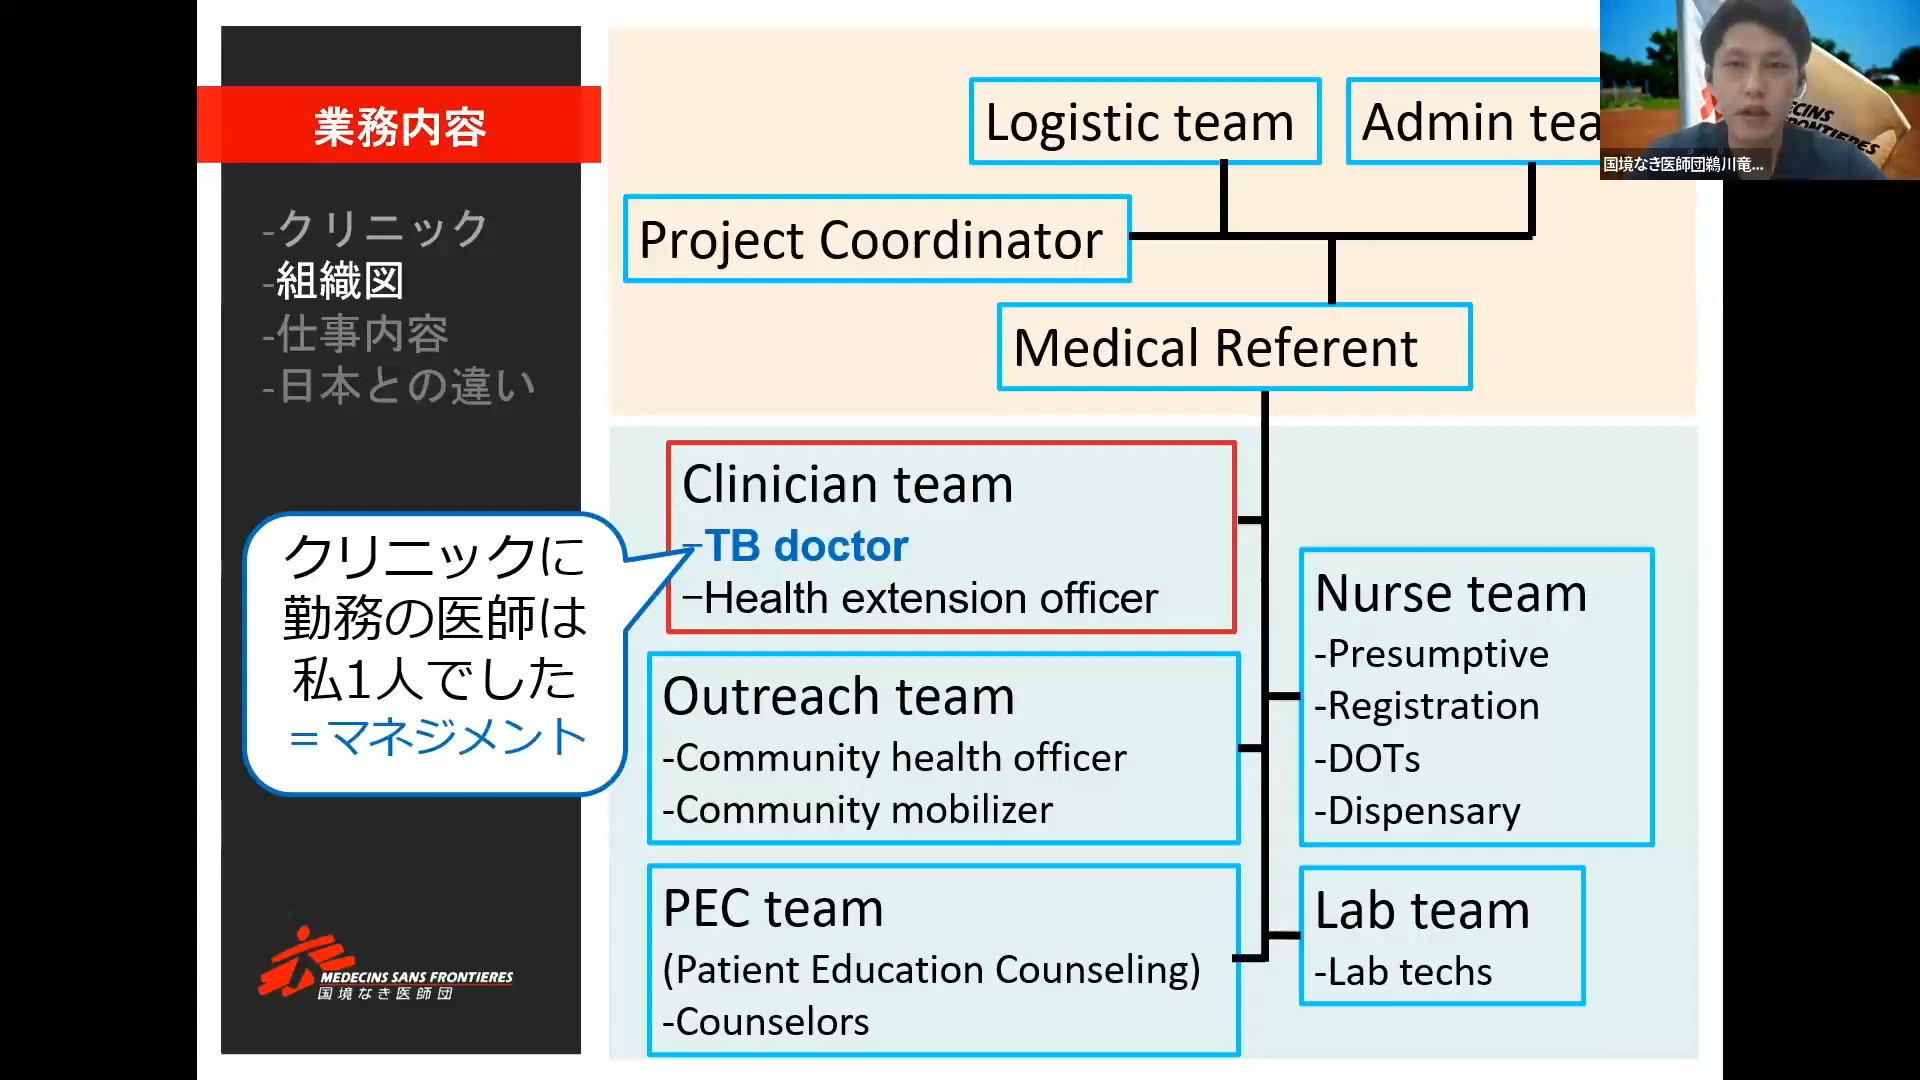 業務内容
-クリニック
-組織図
-仕事内容
-日本との違い
クリニックに
勤務の医師は
私1人でした
＝マネジメント
MEDECINS SANS FRONTIERES
国境なき医師団
Logistic team
Admin tea
Project Coordinator
Medical Referent
Clinician team
−TB doctor
−Health extension officer
Outreach team
-Community health officer
-Community mobilizer
PEC team
(Patient Education Counseling)
-Counselors
Nurse team
-Presumptive
-Registration
-DOTs
-Dispensary
Lab team
-Lab techs
国境なき医師団鵜川竜...